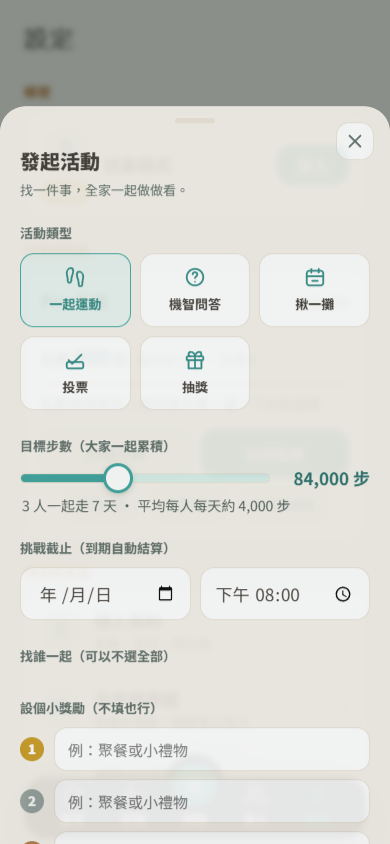 設定
發起活動
找一件事，全家一起做做看。
活動類型
一起運動
機智問答
揪一攤
投票
抽獎
目標步數（大家一起累積）
84,000 步
3 人一起走 7 天 · 平均每人每天約 4,000 步
挑戰截止（到期自動結算）
年 /月/日
下午 08:00
找誰一起（可以不選全部）
設個小獎勵（不填也行）
1
例：聚餐或小禮物
2
例：聚餐或小禮物